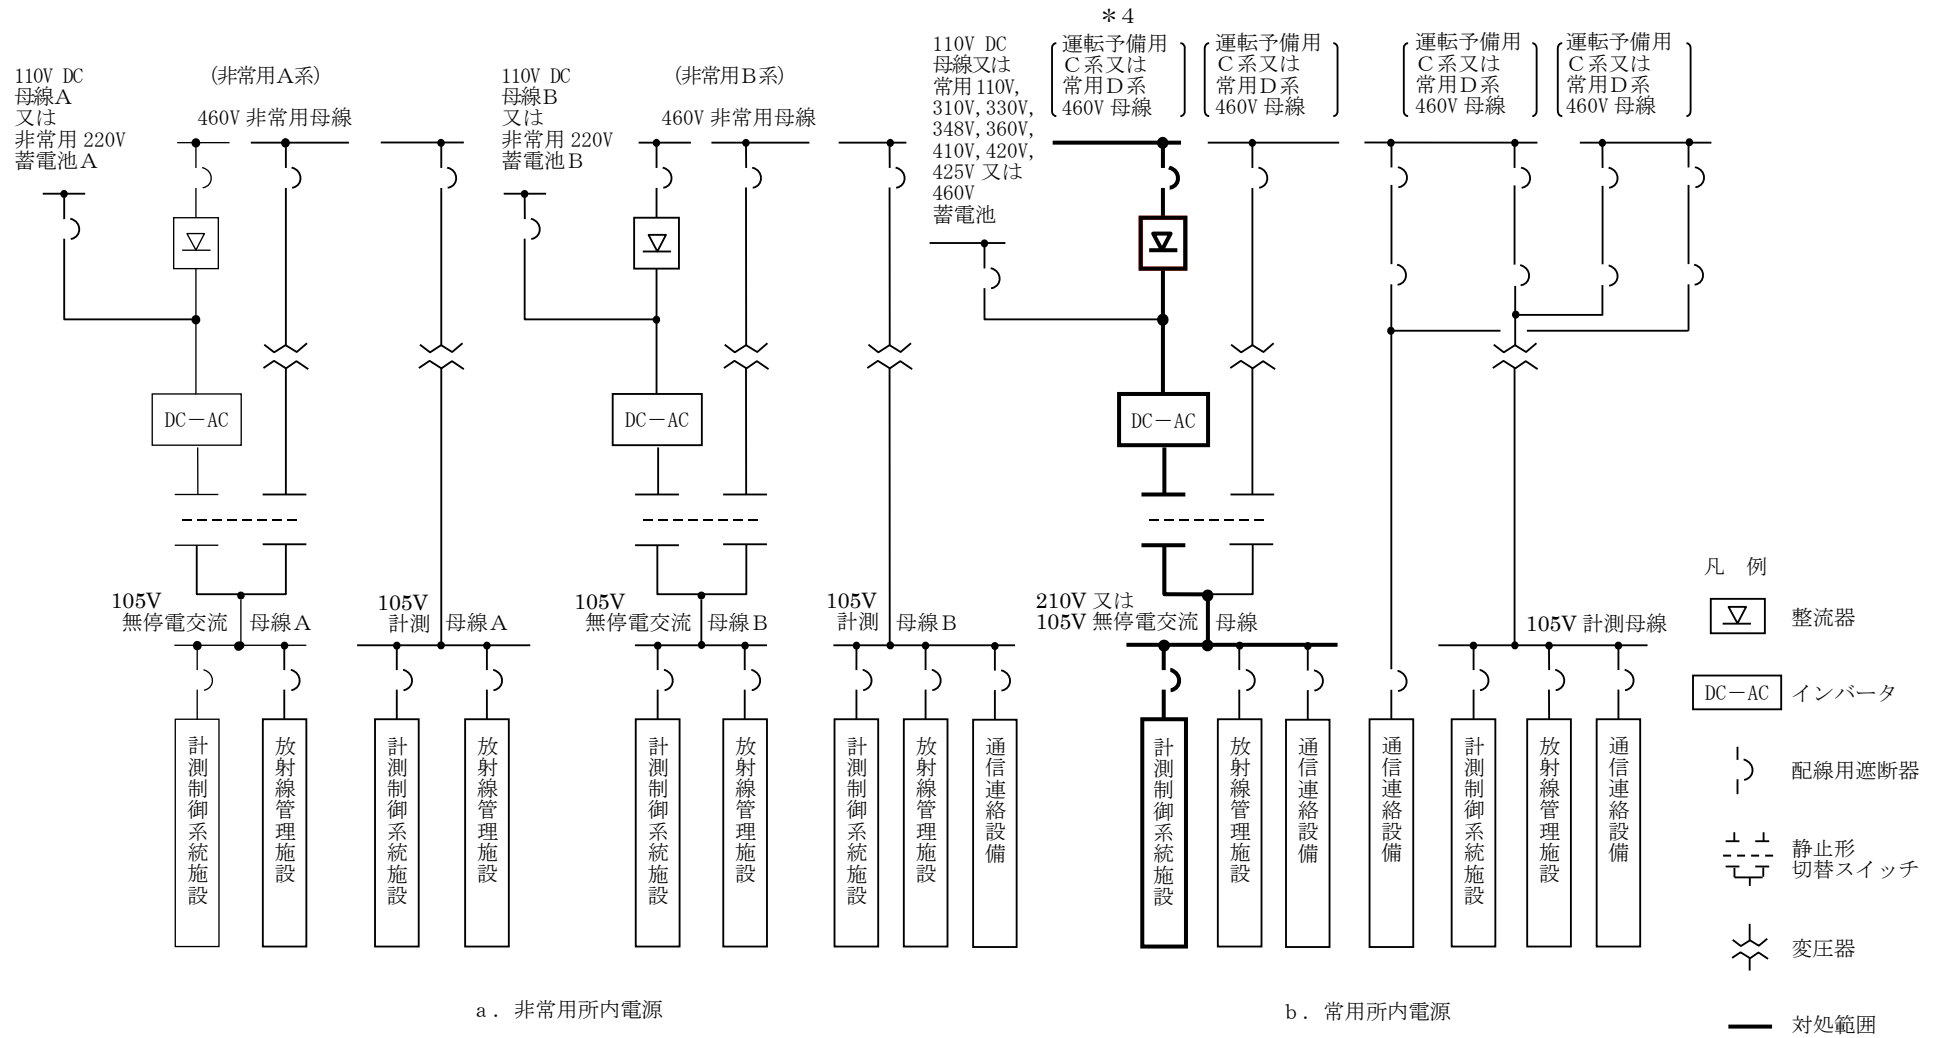 110V DC
母線A
又は
非常用 220V
蓄電池A
(非常用A系)
460V 非常用母線
DC－AC
105V
無停電交流 母線A
105V
計測 母線A
計測制御系統施設
放射線管理施設
計測制御系統施設
放射線管理施設
110V DC
母線B
又は
非常用 220V
蓄電池B
(非常用B系)
460V 非常用母線
DC－AC
105V
無停電交流 母線B
105V
計測 母線B
計測制御系統施設
放射線管理施設
計測制御系統施設
放射線管理施設
通信連絡設備
a．非常用所内電源
110V DC
母線又は
常用 110V,
310V, 330V,
348V, 360V,
410V, 420V,
425V 又は
460V
蓄電池
＊4
運転予備用
C系又は
常用D系
460V 母線
運転予備用
C系又は
常用D系
460V 母線
運転予備用
C系又は
常用D系
460V 母線
運転予備用
C系又は
常用D系
460V 母線
DC－AC
210V 又は
105V 無停電交流 母線
105V 計測母線
計測制御系統施設
放射線管理施設
通信連絡設備
通信連絡設備
計測制御系統施設
放射線管理施設
通信連絡設備
b．常用所内電源
凡　例
整流器
DC－AC インバータ
配線用遮断器
静止形
切替スイッチ
変圧器
対処範囲